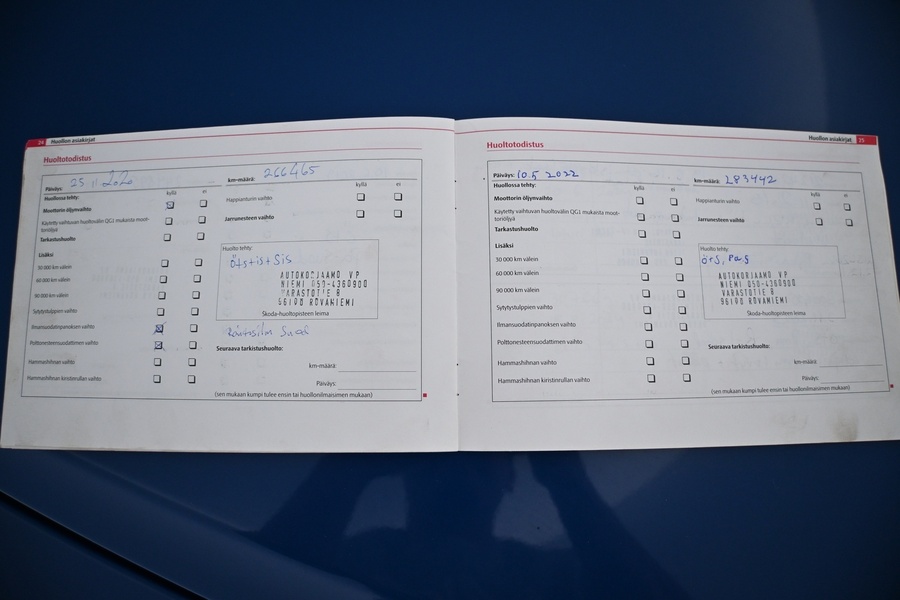 24 Huollon asiakirjat
Huoltotodistus
Päiväys: 25 11 2020 km-määrä: 266465
Huollossa tehty: kyllä ei kyllä ei
Moottorin öljynvaihto Happianturin vaihto
Käytetty vaihtuvan huoltovälin QG1 mukaista moot-
toriöljyä Jarrunesteen vaihto
Tarkastushuolto
Lisäksi
30 000 km välein
60 000 km välein
90 000 km välein
Sytytystulppien vaihto
Ilmansuodatinpanoksen vaihto
Polttonesteensuodattimen vaihto
Hammashihnan vaihto
Hammashihnan kiristinrullan vaihto
Huolto tehty:
ö+s+is+Sis
AUTOKORJAAMO VP
NIEMI 050-4360900
VARASTOTIE 8
96190 ROVANIEMI
Škoda-huoltopisteen leima
Seuraava tarkistushuolto:
km-määrä:
Päiväys:
(sen mukaan kumpi tulee ensin tai huollonilmaisimen mukaan)
Huollon asiakirjat 25
Huoltotodistus
Päiväys: 10.5 2022 km-määrä: 283442
Huollossa tehty: kyllä ei kyllä ei
Moottorin öljynvaihto Happianturin vaihto
Käytetty vaihtuvan huoltovälin QG1 mukaista moot-
toriöljyä Jarrunesteen vaihto
Tarkastushuolto
Lisäksi
30 000 km välein
60 000 km välein
90 000 km välein
Sytytystulppien vaihto
Ilmansuodatinpanoksen vaihto
Polttonesteensuodattimen vaihto
Hammashihnan vaihto
Hammashihnan kiristinrullan vaihto
Huolto tehty:
ö+s,
AUTOKORJAAMO VP
NIEMI 050-4360900
VARASTOTIE 8
96190 ROVANIEMI
Škoda-huoltopisteen leima
Seuraava tarkistushuolto:
km-määrä:
Päiväys:
(sen mukaan kumpi tulee ensin tai huollonilmaisimen mukaan)